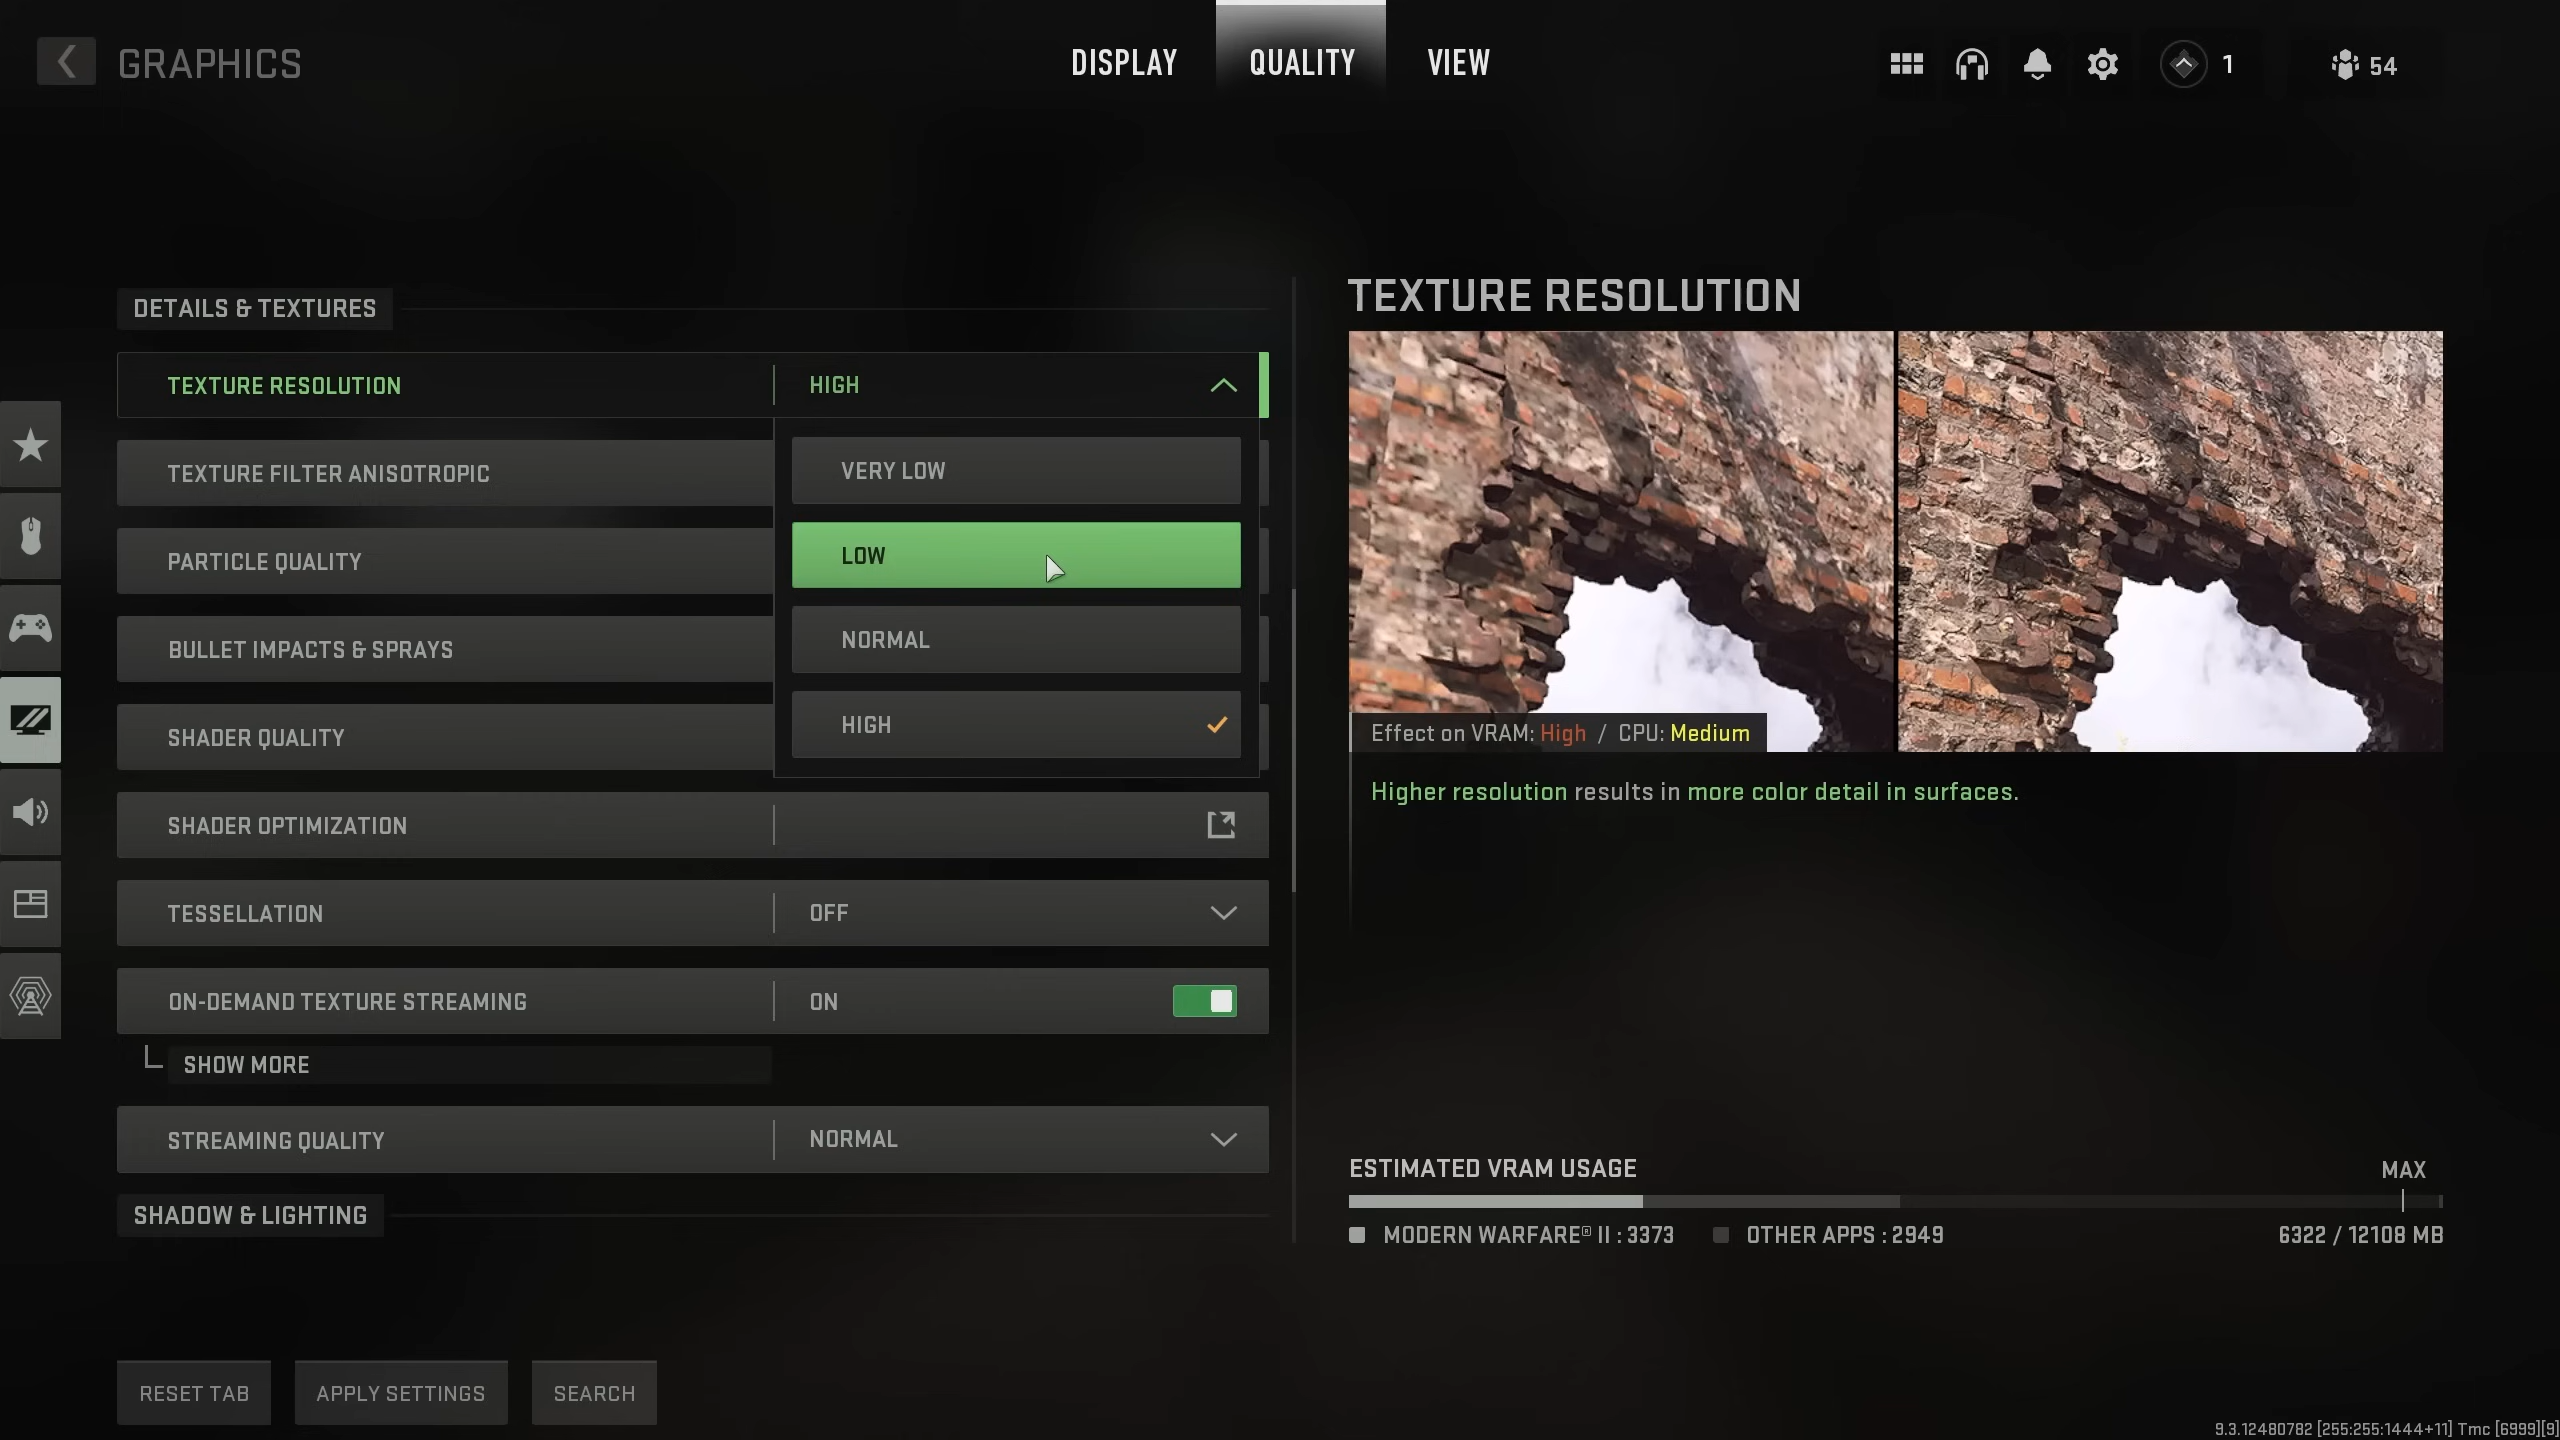 GRAPHICS
DISPLAY
QUALITY
VIEW
1
54
DETAILS & TEXTURES
TEXTURE RESOLUTION
HIGH
VERY LOW
LOW
NORMAL
HIGH
TEXTURE FILTER ANISOTROPIC
PARTICLE QUALITY
BULLET IMPACTS & SPRAYS
SHADER QUALITY
SHADER OPTIMIZATION
TESSELLATION
OFF
ON-DEMAND TEXTURE STREAMING
ON
SHOW MORE
STREAMING QUALITY
NORMAL
SHADOW & LIGHTING
RESET TAB
APPLY SETTINGS
SEARCH
TEXTURE RESOLUTION
Effect on VRAM: High / CPU: Medium
Higher resolution results in more color detail in surfaces.
ESTIMATED VRAM USAGE
MAX
MODERN WARFARE® II : 3373
OTHER APPS : 2949
6322 / 12108 MB
9.3.12480782 [255:255:1444+11] Tmc [6999][9]